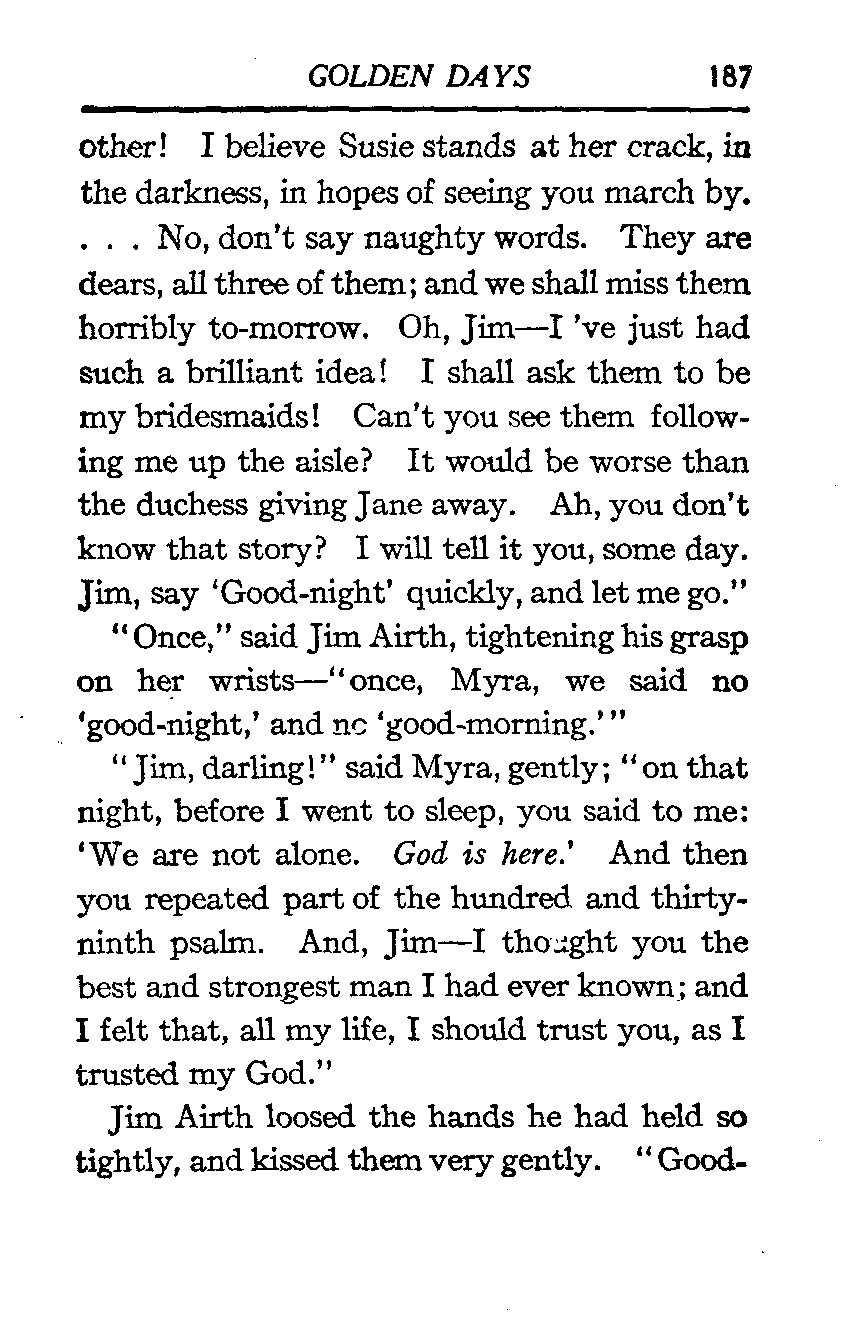 GOLDEN DAYS 187
other! I believe Susie stands at her crack, in
the darkness, in hopes of seeing you march by.
. . . No, don't say naughty words. They are
dears, all three of them; and we shall miss them
horribly to-morrow. Oh, Jim—I 've just had
such a brilliant idea! I shall ask them to be
my bridesmaids! Can't you see them follow-
ing me up the aisle? It would be worse than
the duchess giving Jane away. Ah, you don't
know that story? I will tell it you, some day.
Jim, say 'Good-night' quickly, and let me go."
"Once," said Jim Airth, tightening his grasp
on her wrists—"once, Myra, we said no
'good-night,' and no 'good-morning.'"
"Jim, darling!" said Myra, gently; "on that
night, before I went to sleep, you said to me:
'We are not alone. God is here.' And then
you repeated part of the hundred and thirty-
ninth psalm. And, Jim—I thought you the
best and strongest man I had ever known; and
I felt that, all my life, I should trust you, as I
trusted my God."
Jim Airth loosed the hands he had held so
tightly, and kissed them very gently. "Good-